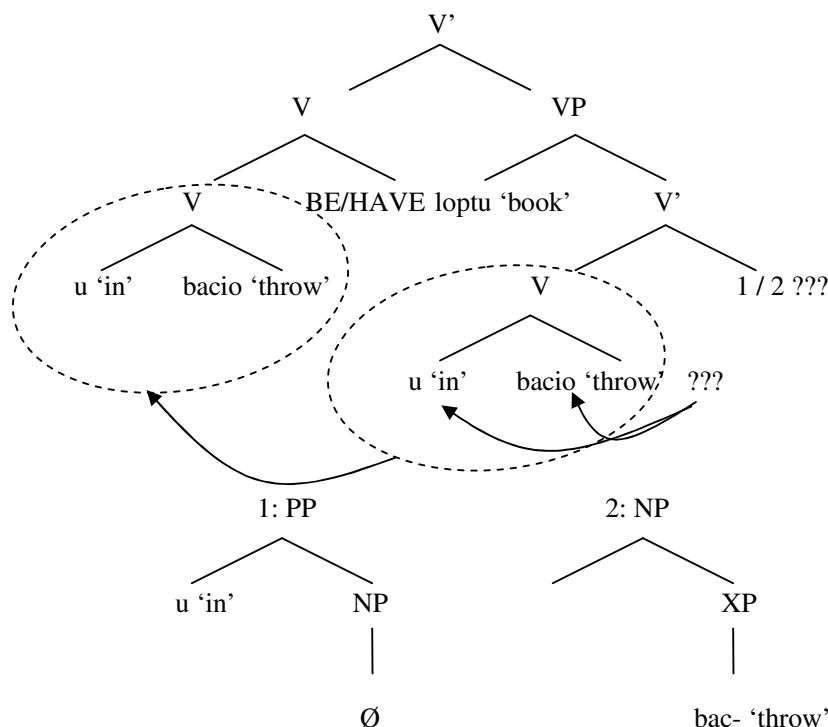 V’
V VP
V BE/HAVE loptu ‘book’ V’
u ‘in’ bacio ‘throw’ V 1 / 2 ???
u ‘in’ bacio ‘throw’ ???
1: PP 2: NP
u ‘in’ NP XP
Ø bac- ‘throw’